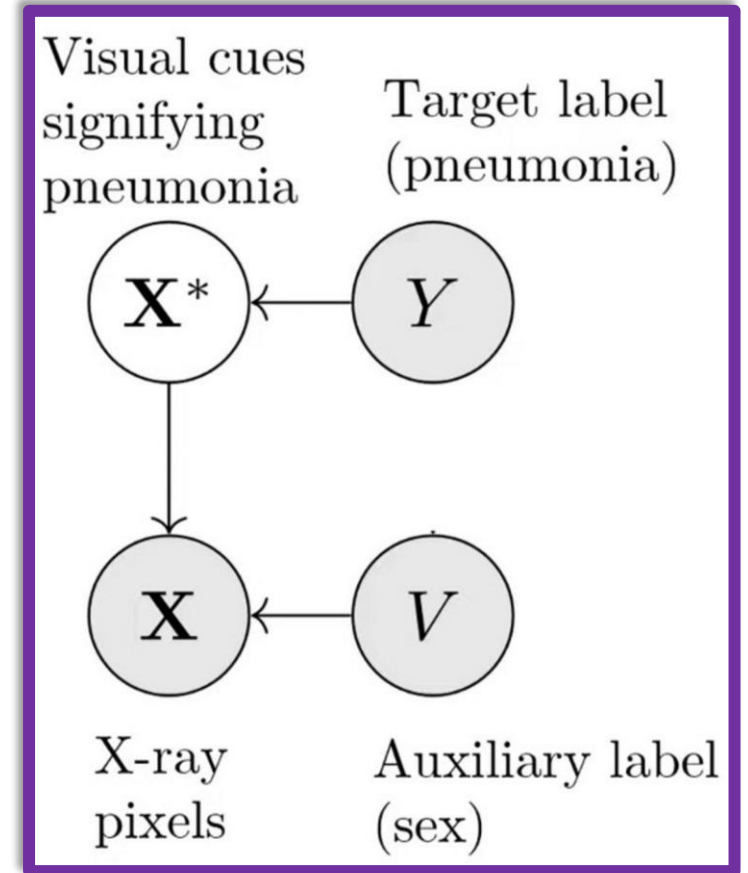 Visual cues
signifying
pneumonia
Target label
(pneumonia)
X*
Y
X
V
X-ray
pixels
Auxiliary label
(sex)